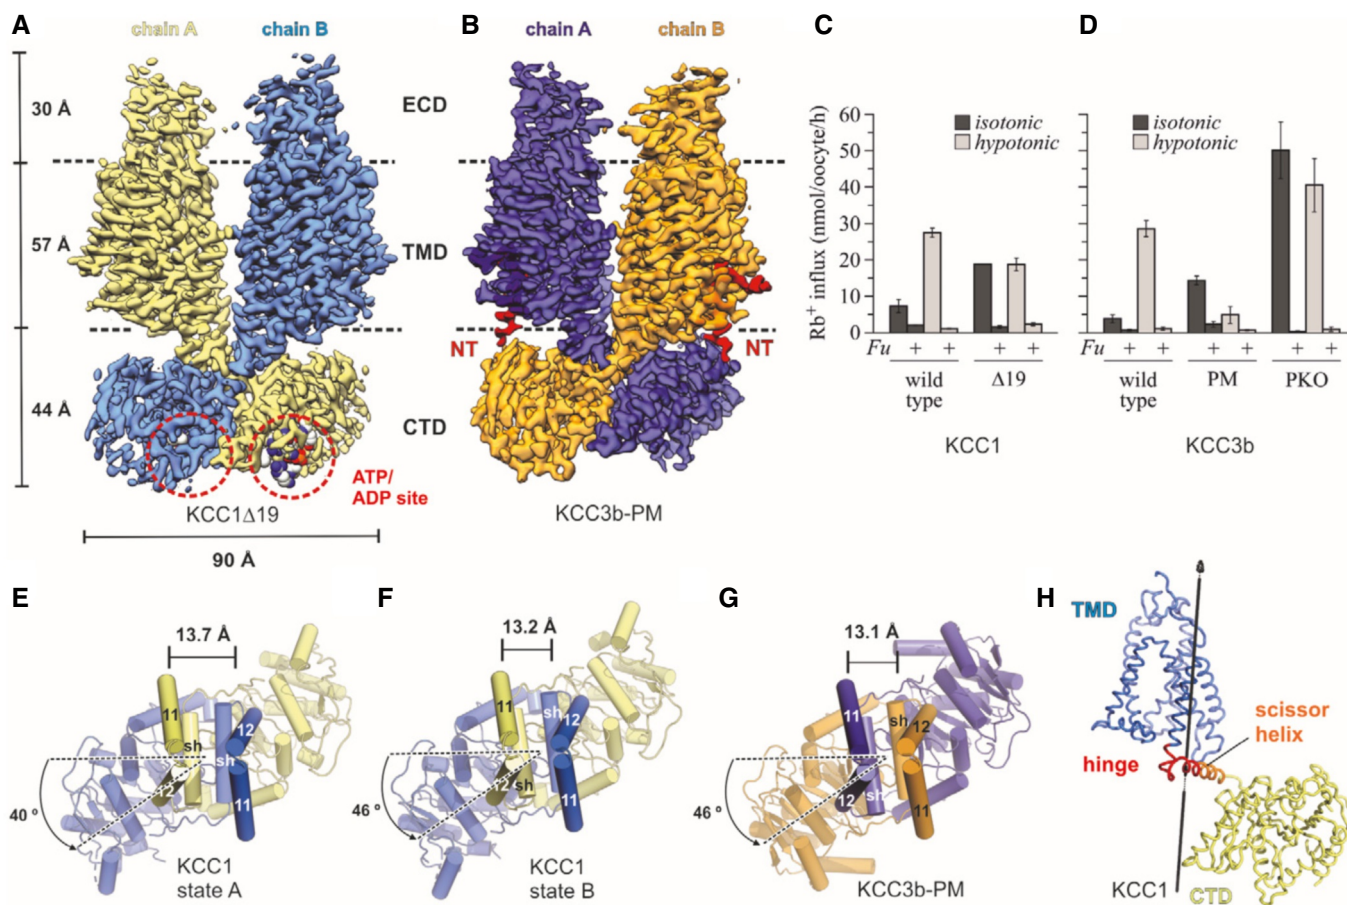 A
chain A
chain B
30 Å
57 Å
44 Å
ECD
TMD
CTD
ATP/
ADP site
KCC1Δ19
90 Å
B
chain A
chain B
NT
NT
KCC3b-PM
C
Rb⁺ influx (nmol/oocyte/h)
60
50
40
30
20
10
0
isotonic
hypotonic
Fu + + + +
wild type
Δ19
KCC1
D
isotonic
hypotonic
Fu + + + + + +
wild type
PM
PKO
KCC3b
E
13.7 Å
11
12
sh
sh
12
11
40 °
KCC1
state A
F
13.2 Å
11
sh
12
12
sh
11
46 °
KCC1
state B
G
13.1 Å
11
sh
12
12
sh
11
46 °
KCC3b-PM
H
TMD
scissor
helix
hinge
KCC1
CTD